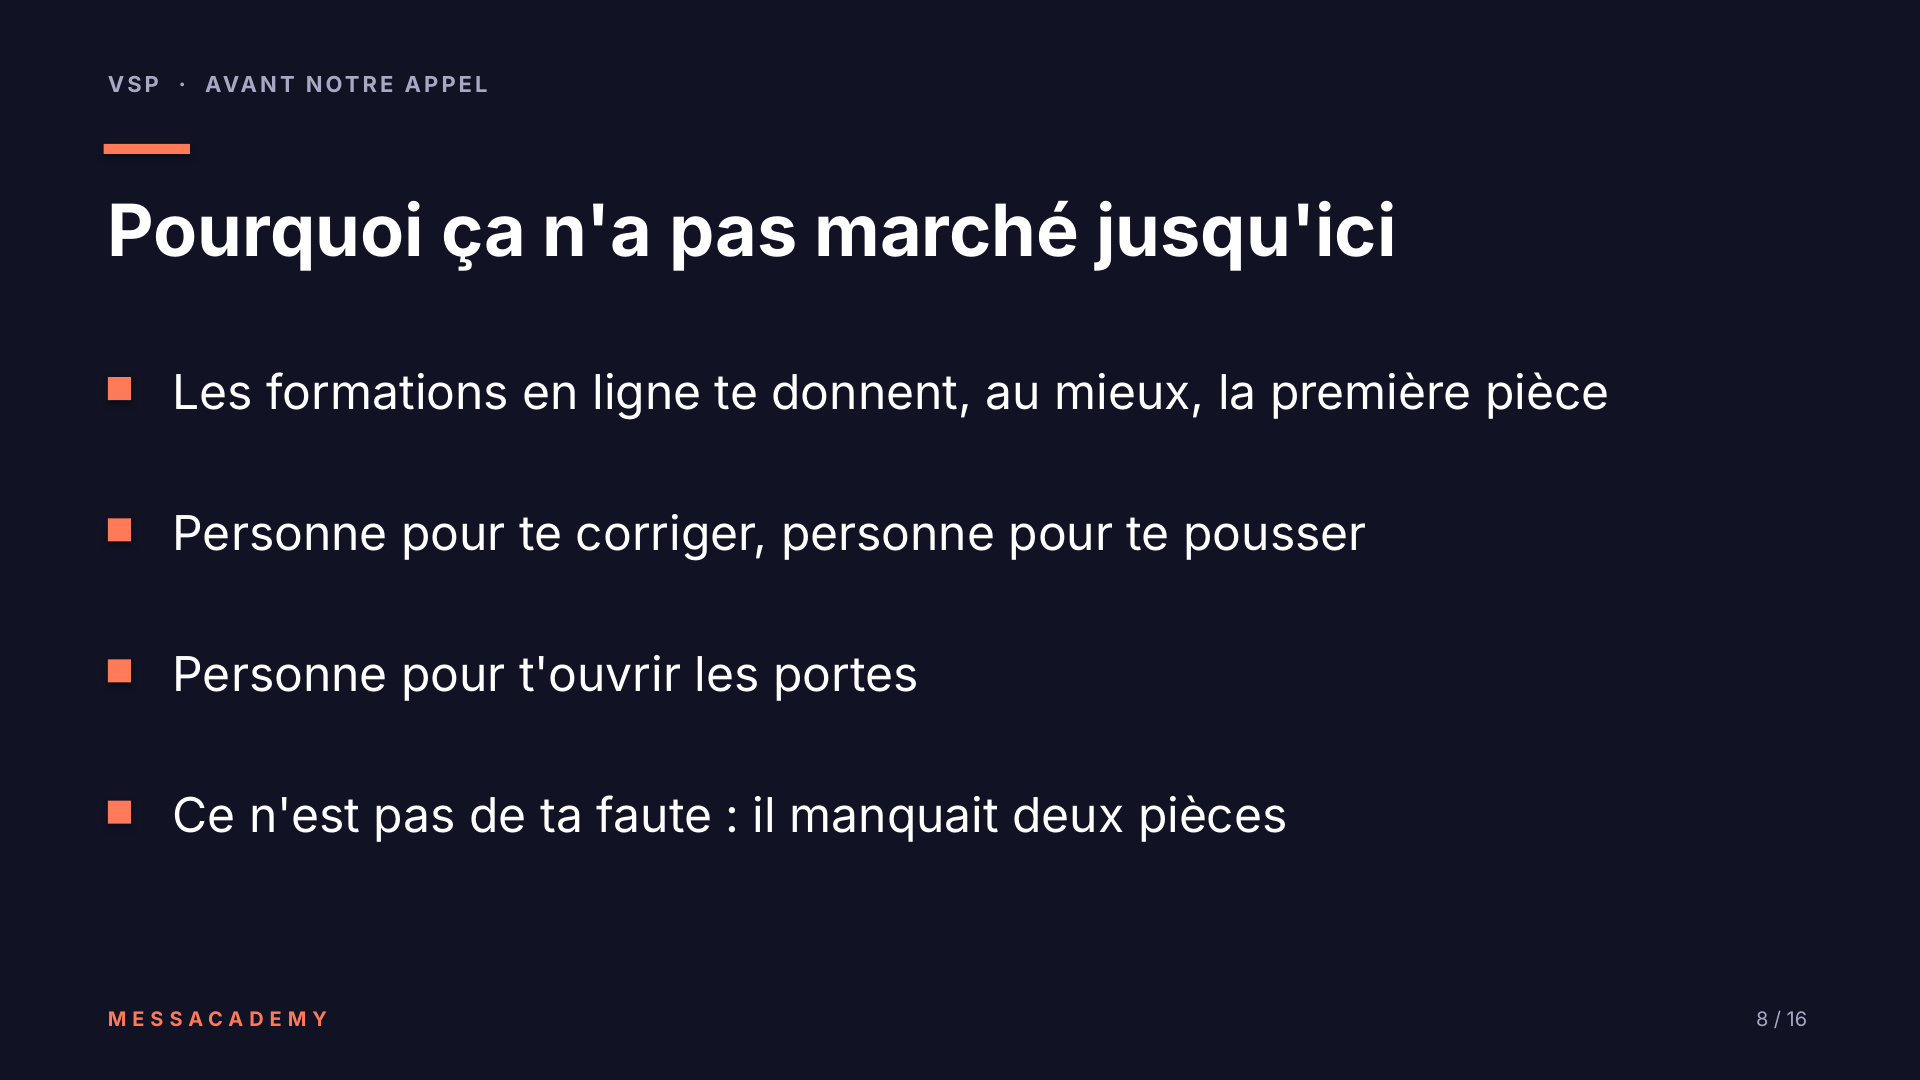 VSP · AVANT NOTRE APPEL
Pourquoi ça n'a pas marché jusqu'ici
Les formations en ligne te donnent, au mieux, la première pièce
Personne pour te corriger, personne pour te pousser
Personne pour t'ouvrir les portes
Ce n'est pas de ta faute : il manquait deux pièces
MESSACADEMY
8 / 16